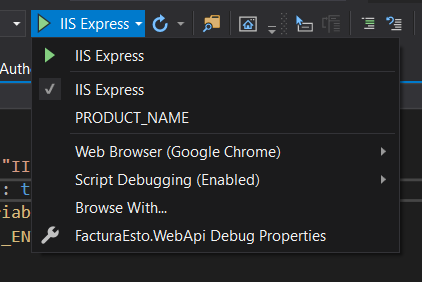 IIS Express
Auth
IIS Express
IIS Express
PRODUCT_NAME
"II
: t
Web Browser (Google Chrome)
Script Debugging (Enabled)
riab
Browse With...
_EN
FacturaEsto.WebApi Debug Properties